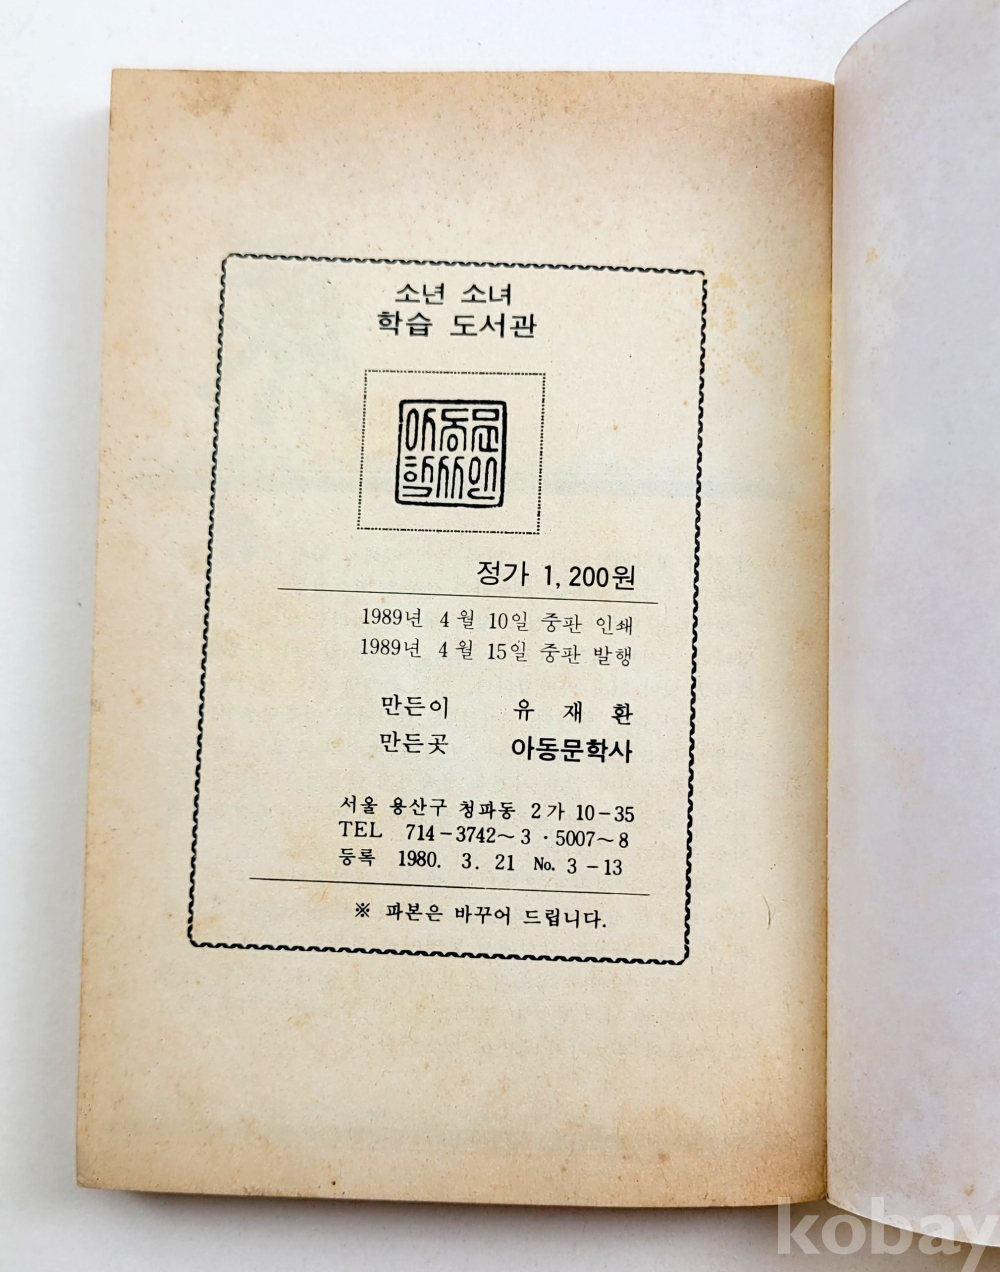 소년 소녀
학습 도서관
아동문
학사인
정가 1,200원
1989년 4월 10일 중판 인쇄
1989년 4월 15일 중판 발행
만든이 유재환
만든곳 아동문학사
서울 용산구 청파동 2가 10-35
TEL 714-3742~3·5007~8
등록 1980. 3. 21 No. 3-13
※ 파본은 바꾸어 드립니다.
kobay